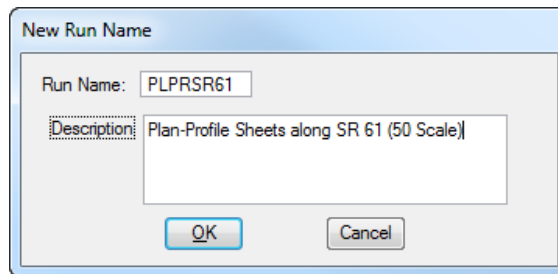 New Run Name
Run Name: PLPRSR61
Description Plan-Profile Sheets along SR 61 (50 Scale)
OK Cancel